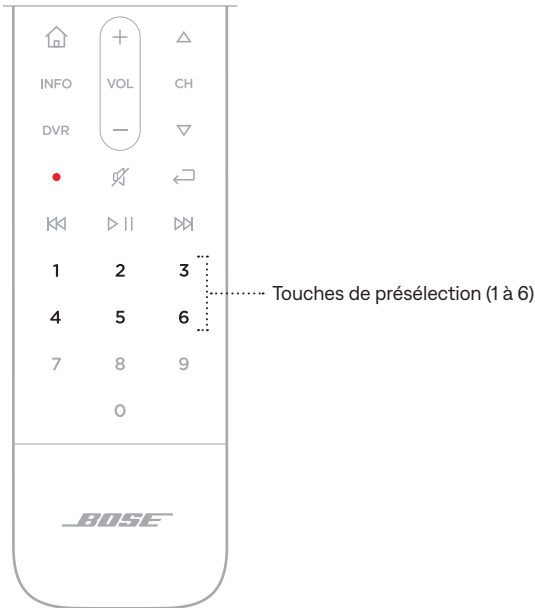 INFO VOL CH
DVR
1 2 3
Touches de présélection (1 à 6)
4 5 6
7 8 9
0
BOSE